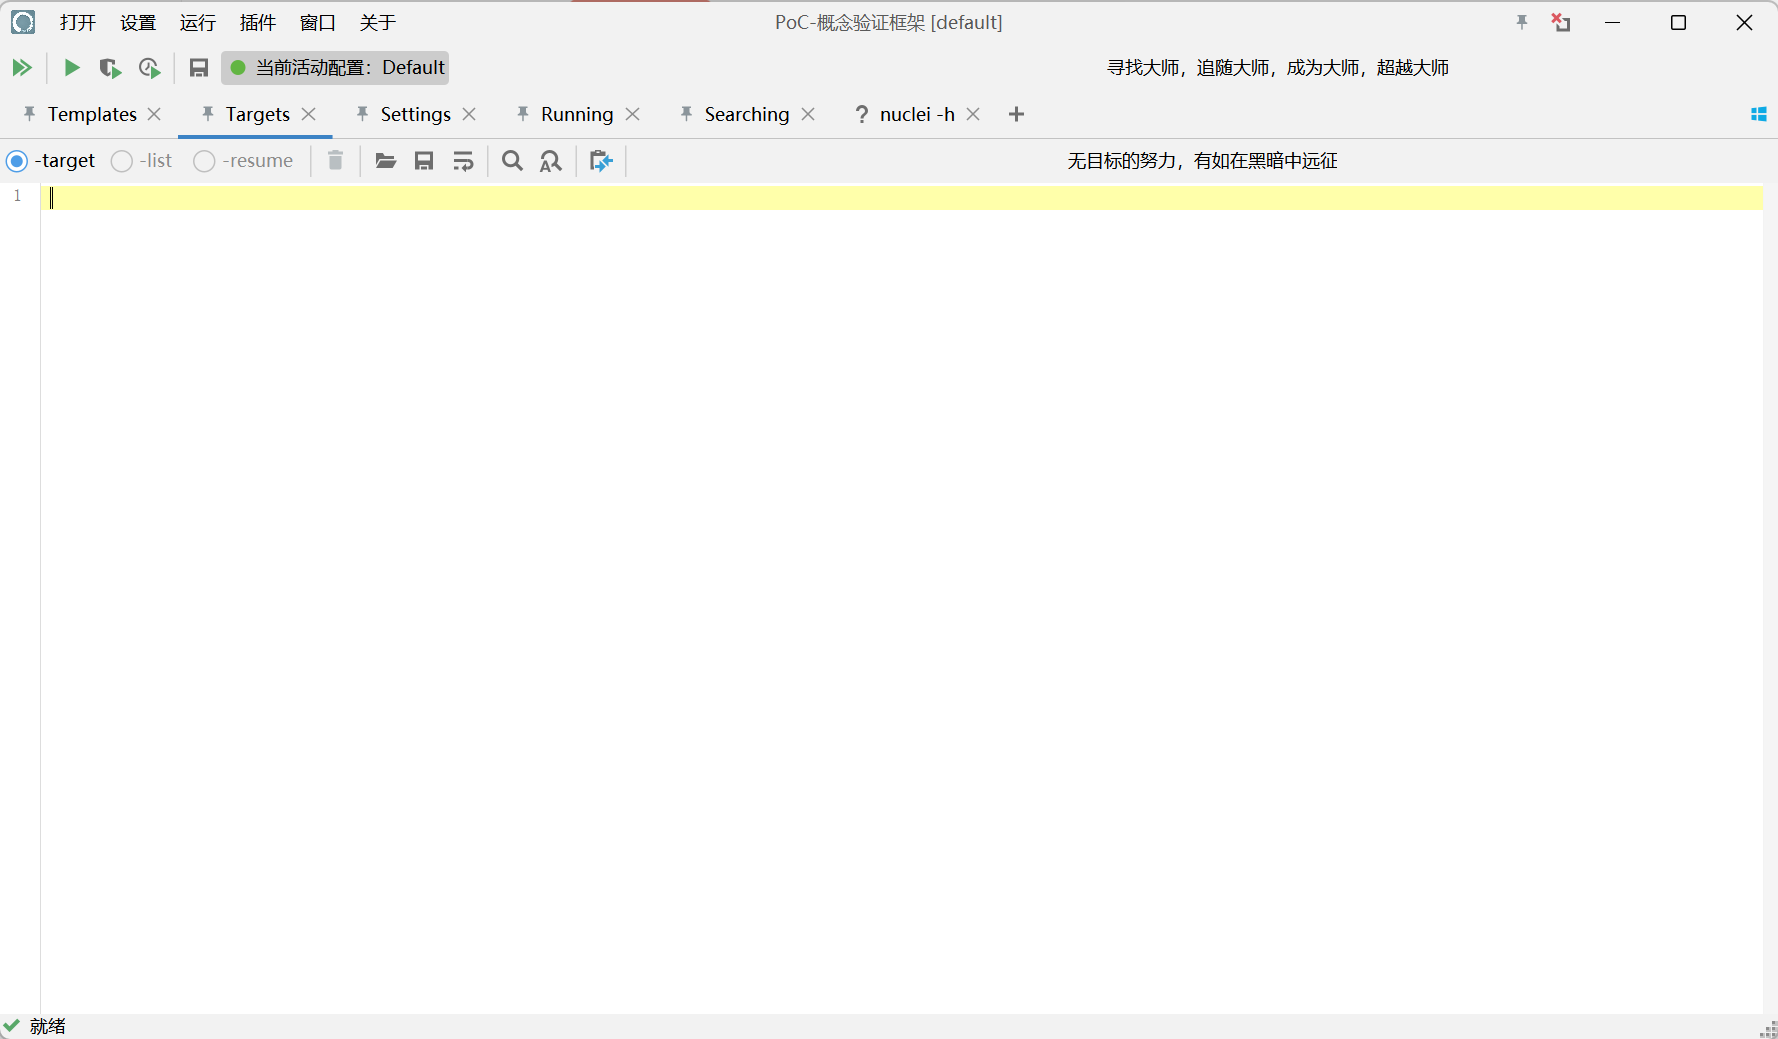 打开 设置 运行 插件 窗口 关于 PoC-概念验证框架 [default]
当前活动配置：Default 寻找大师，追随大师，成为大师，超越大师
Templates Targets Settings Running Searching ? nuclei -h
-target -list -resume 无目标的努力，有如在黑暗中远征
1
就绪